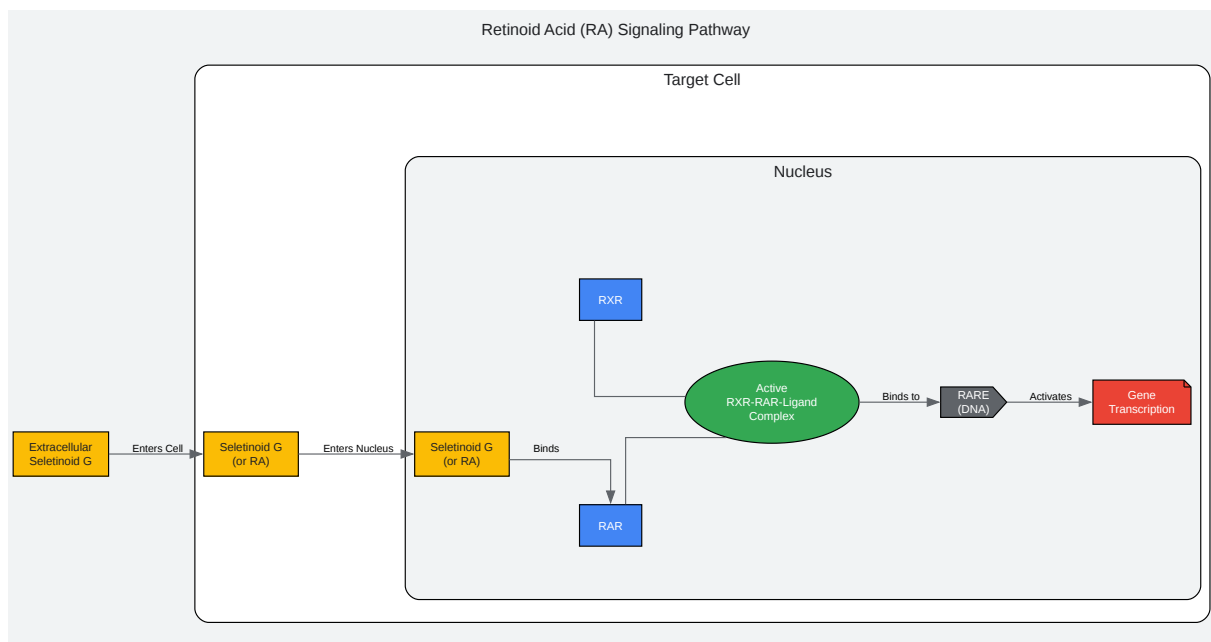 Retinoid Acid (RA) Signaling Pathway
Target Cell
Nucleus
RXR
Active
RXR-RAR-Ligand
Complex
Binds to
RARE
(DNA)
Activates
Gene
Transcription
Extracellular
Seletinoid G
Enters Cell
Seletinoid G
(or RA)
Enters Nucleus
Seletinoid G
(or RA)
Binds
RAR